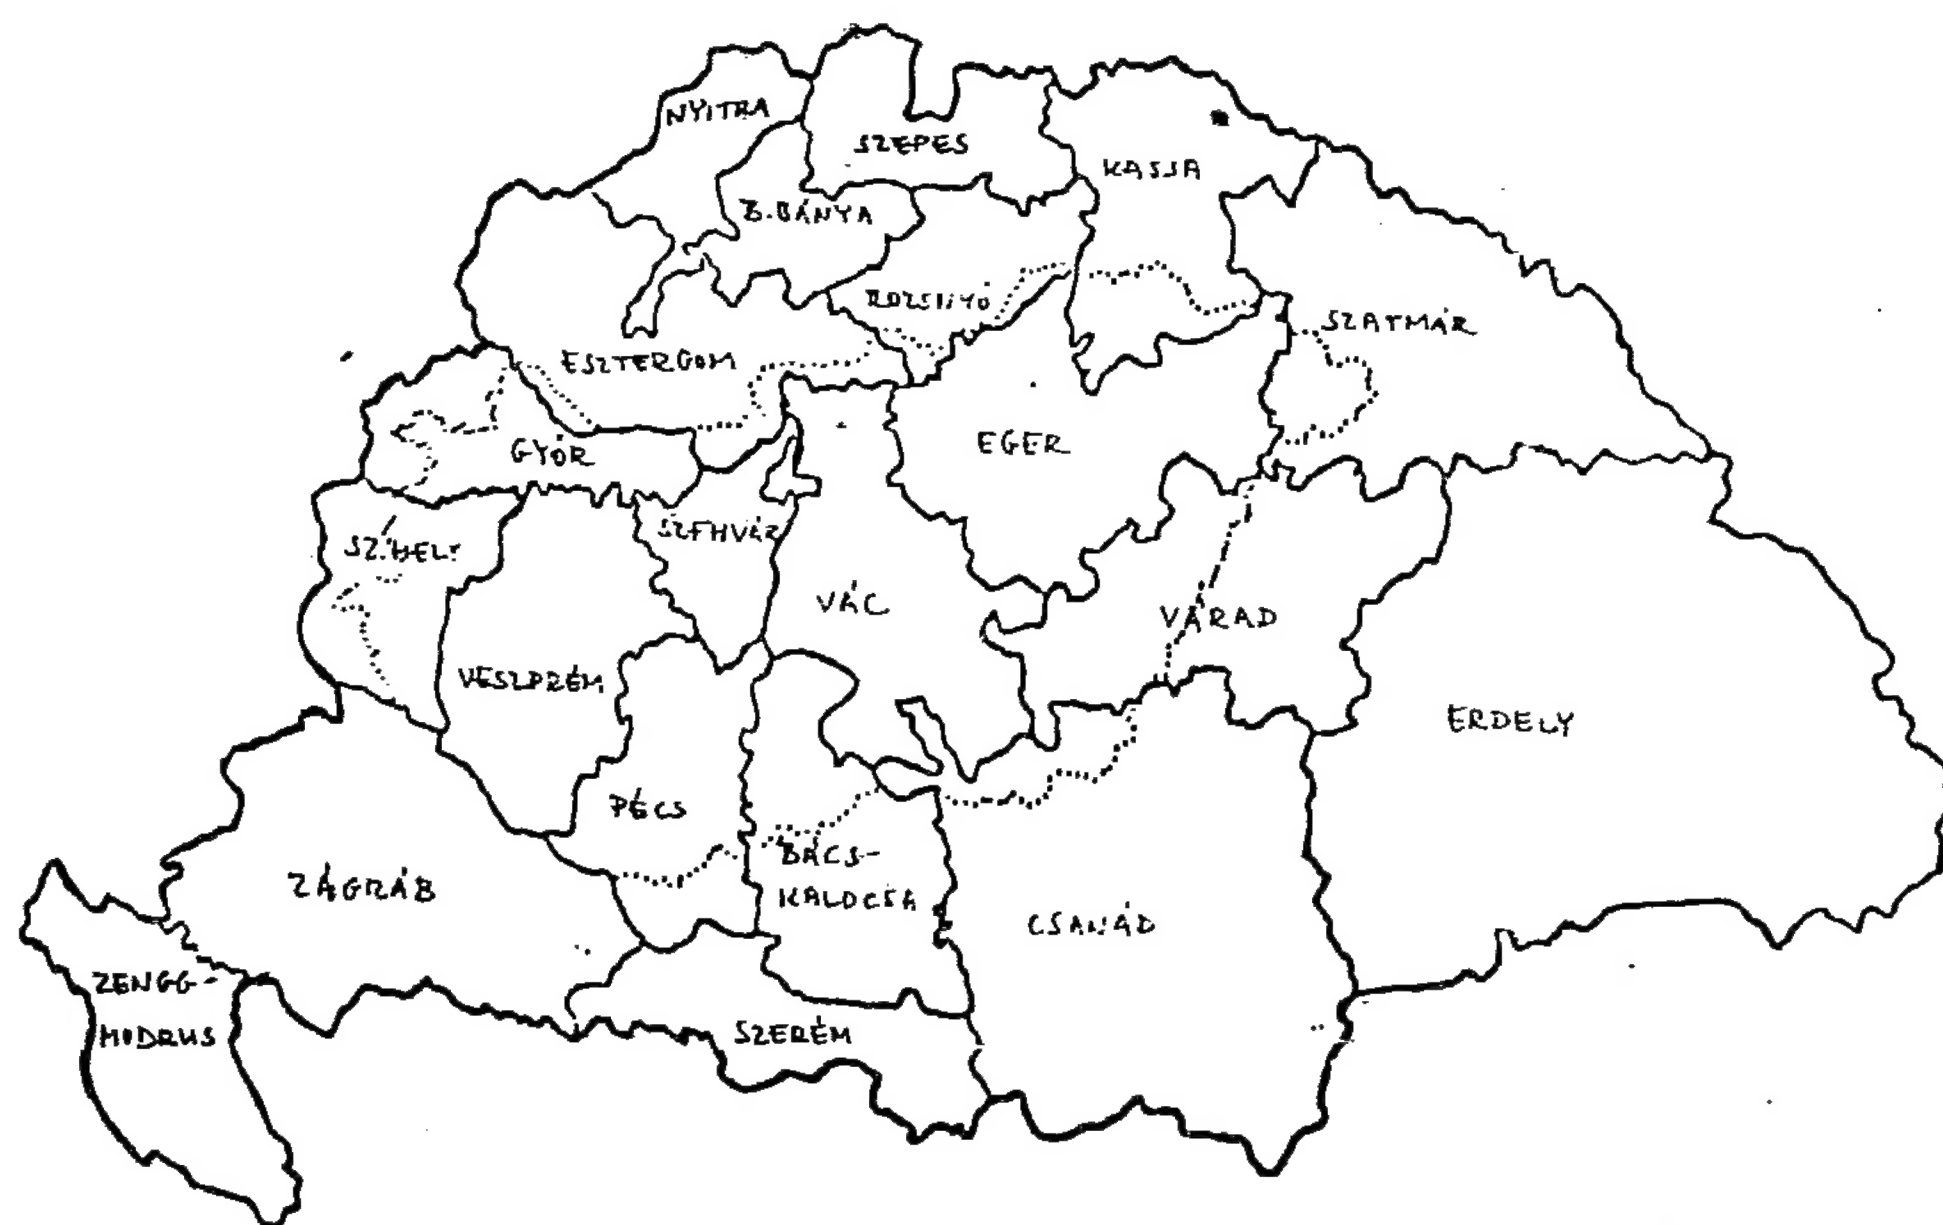 NYITRA
SZEPES
KASSA
B.BÁNYA
ROZSNYÓ
SZATMÁR
ESZTERGOM
EGER
GYŐR
SZFHVÁR
SZ.HELY
VÁC
VÁRAD
VESZPRÉM
ERDELY
PÉCS
BÁCS-
KALOCSA
ZÁGRÁB
CSANÁD
ZENGG-
MODRUS
SZERÉM